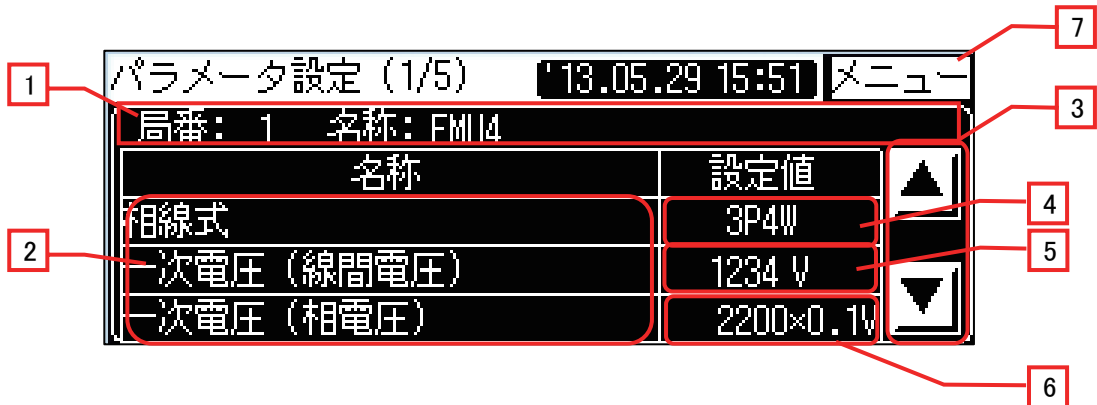 7
パラメータ設定 (1/5) '13.05.29 15:51 メニュー
1
3
局番: 1 名称: EMU4
名称 設定値 ▲
相線式 3P4W
4
2
一次電圧 (線間電圧) 1234 V
5
一次電圧 (相電圧) 2200×0.1V ▼
6